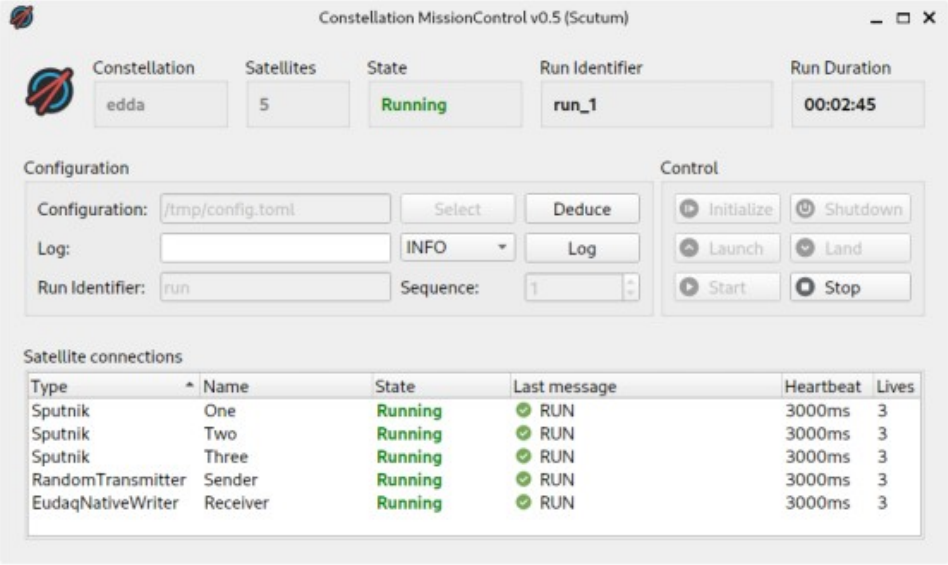 Constellation MissionControl v0.5 (Scutum)
Constellation Satellites State Run Identifier Run Duration
edda 5 Running run_1 00:02:45
Configuration Control
Configuration: /tmp/config.toml Select Deduce Initialize Shutdown
Log: INFO Log Launch Land
Run Identifier: run Sequence: 1 Start Stop
Satellite connections
Type Name State Last message Heartbeat Lives
Sputnik One Running RUN 3000ms 3
Sputnik Two Running RUN 3000ms 3
Sputnik Three Running RUN 3000ms 3
RandomTransmitter Sender Running RUN 3000ms 3
EudaqNativeWriter Receiver Running RUN 3000ms 3